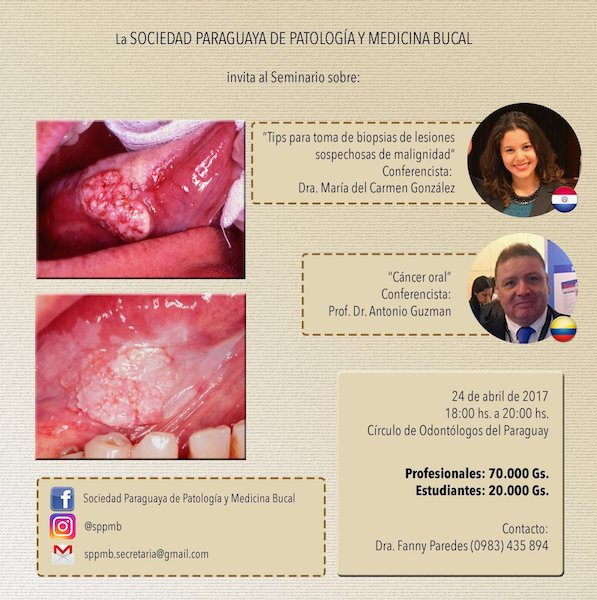 La SOCIEDAD PARAGUAYA DE PATOLOGÍA Y MEDICINA BUCAL
invita al Seminario sobre:
“Tips para toma de biopsias de lesiones
sospechosas de malignidad”
Conferencista:
Dra. María del Carmen González
“Cáncer oral”
Conferencista:
Prof. Dr. Antonio Guzman
24 de abril de 2017
18:00 hs. a 20:00 hs.
Círculo de Odontólogos del Paraguay
Profesionales: 70.000 Gs.
Estudiantes: 20.000 Gs.
Contacto:
Dra. Fanny Paredes (0983) 435 894
Sociedad Paraguaya de Patología y Medicina Bucal
@sppmb
sppmb.secretaria@gmail.com